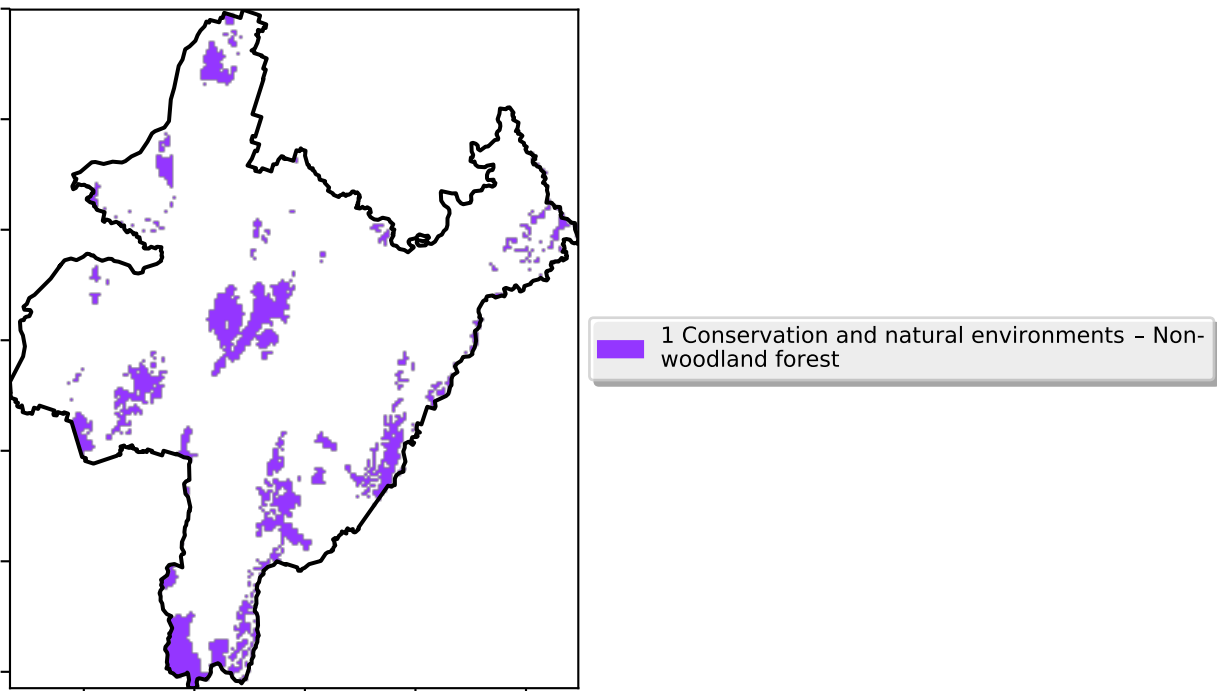 1 Conservation and natural environments – Non-
woodland forest